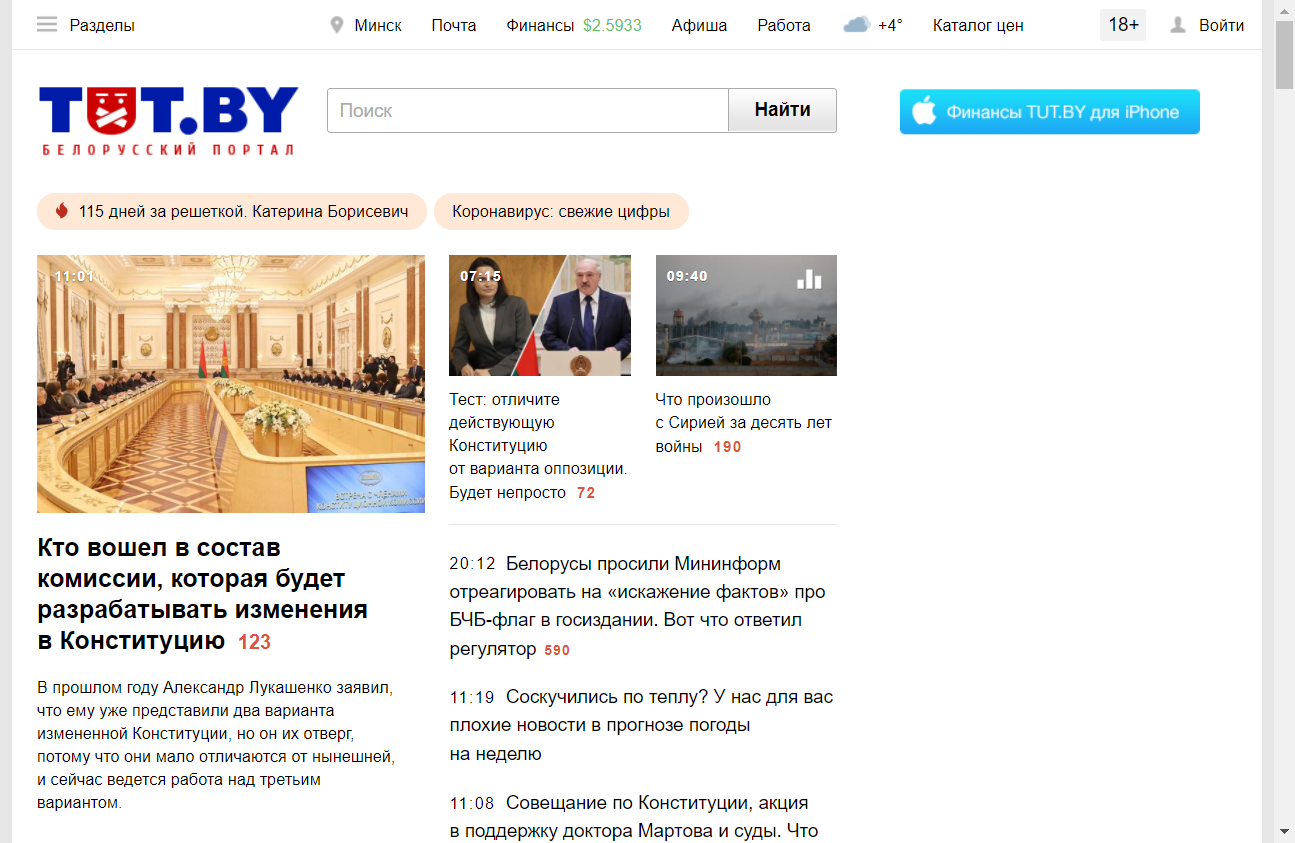 Разделы
Минск
Почта
Финансы $2.5933
Афиша
Работа
+4°
Каталог цен
18+
Войти
TUT.BY
БЕЛОРУССКИЙ ПОРТАЛ
Поиск
Найти
Финансы TUT.BY для iPhone
115 дней за решеткой. Катерина Борисевич
Коронавирус: свежие цифры
11:01
ВСТРЕЧА С ЧЛЕНАМИ
КОНСТИТУЦИОННОЙ КОМИССИИ
Кто вошел в состав
комиссии, которая будет
разрабатывать изменения
в Конституцию 123
В прошлом году Александр Лукашенко заявил,
что ему уже представили два варианта
измененной Конституции, но он их отверг,
потому что они мало отличаются от нынешней,
и сейчас ведется работа над третьим
вариантом.
07:15
Тест: отличите
действующую
Конституцию
от варианта оппозиции.
Будет непросто 72
09:40
Что произошло
с Сирией за десять лет
войны 190
20:12 Белорусы просили Мининформ
отреагировать на «искажение фактов» про
БЧБ-флаг в госиздании. Вот что ответил
регулятор 590
11:19 Соскучились по теплу? У нас для вас
плохие новости в прогнозе погоды
на неделю
11:08 Совещание по Конституции, акция
в поддержку доктора Мартова и суды. Что